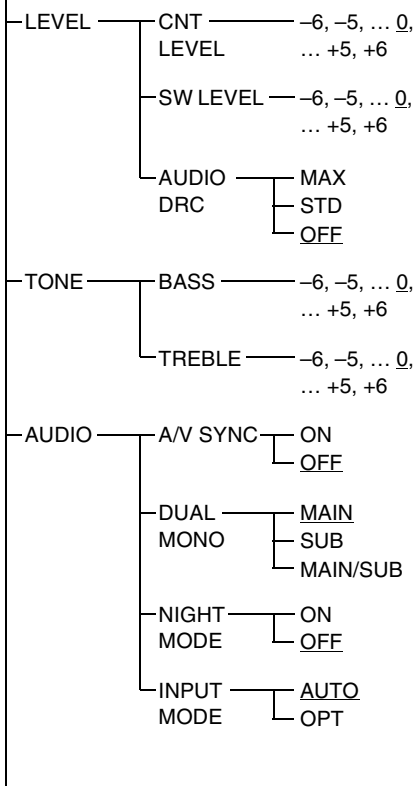 LEVEL CNT LEVEL –6, –5, … 0, … +5, +6
SW LEVEL –6, –5, … 0, … +5, +6
AUDIO DRC MAX
STD
OFF
TONE BASS –6, –5, … 0, … +5, +6
TREBLE –6, –5, … 0, … +5, +6
AUDIO A/V SYNC ON
OFF
DUAL MONO MAIN
SUB
MAIN/SUB
NIGHT MODE ON
OFF
INPUT MODE AUTO
OPT